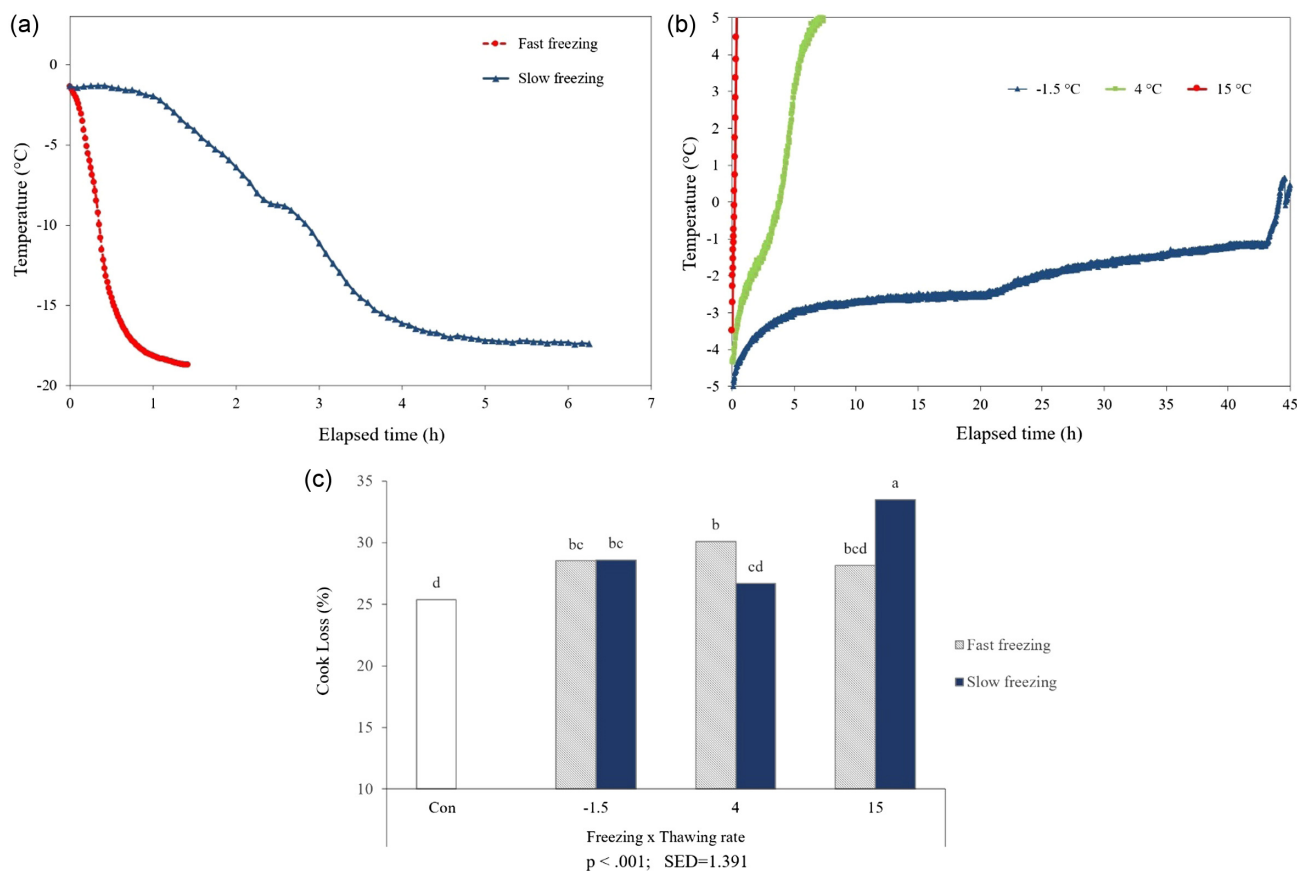 (a)
Fast freezing
Slow freezing
0
-5
-10
-15
-20
Temperature (°C)
0 1 2 3 4 5 6 7
Elapsed time (h)
(b)
-1.5 °C 4 °C 15 °C
5
4
3
2
1
0
-1
-2
-3
-4
-5
Temperature (°C)
0 5 10 15 20 25 30 35 40 45
Elapsed time (h)
(c)
35
30
25
20
15
10
Cook Loss (%)
d bc bc b cd bcd a
Fast freezing
Slow freezing
Con -1.5 4 15
Freezing x Thawing rate
p < .001; SED=1.391